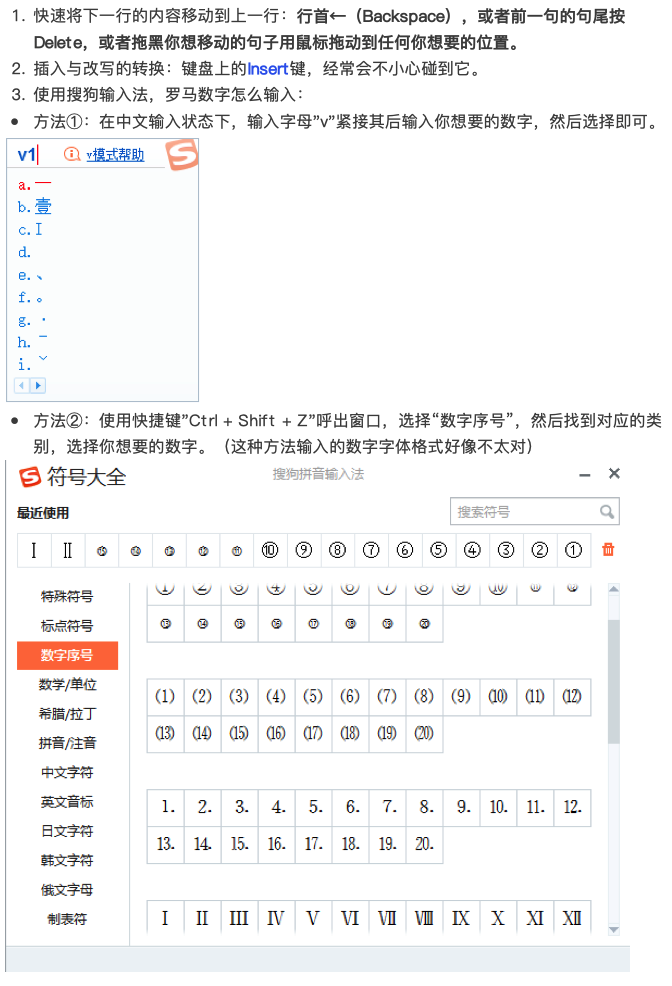 1. 快速将下一行的内容移动到上一行：行首←（Backspace），或者前一句的句尾按
Delete，或者拖黑你想移动的句子用鼠标拖动到任何你想要的位置。
2. 插入与改写的转换：键盘上的Insert键，经常会不小心碰到它。
3. 使用搜狗输入法，罗马数字怎么输入：
• 方法①：在中文输入状态下，输入字母”v”紧接其后输入你想要的数字，然后选择即可。
v1 v模式帮助
a.一
b.壹
c.Ⅰ
d.
e.、
f.。
g.·
h.ˉ
i.ˇ
• 方法②：使用快捷键”Ctrl + Shift + Z”呼出窗口，选择“数字序号”，然后找到对应的类
别，选择你想要的数字。（这种方法输入的数字字体格式好像不太对）
符号大全 搜狗拼音输入法
最近使用 搜索符号
Ⅰ Ⅱ ⑮ ⑭ ⑬ ⑫ ⑪ ⑩ ⑨ ⑧ ⑦ ⑥ ⑤ ④ ③ ② ①
特殊符号
标点符号
数字序号
数学/单位
希腊/拉丁
拼音/注音
中文字符
英文音标
日文字符
韩文字符
俄文字母
制表符
① ② ③ ④ ⑤ ⑥ ⑦ ⑧ ⑨ ⑩ ⑪ ⑫
⑬ ⑭ ⑮ ⑯ ⑰ ⑱ ⑲ ⑳
⑴ ⑵ ⑶ ⑷ ⑸ ⑹ ⑺ ⑻ ⑼ ⑽ ⑾ ⑿
⒀ ⒁ ⒂ ⒃ ⒄ ⒅ ⒆ ⒇
⒈ ⒉ ⒊ ⒋ ⒌ ⒍ ⒎ ⒏ ⒐ ⒑ ⒒ ⒓
⒔ ⒕ ⒖ ⒗ ⒘ ⒙ ⒚ ⒛
Ⅰ Ⅱ Ⅲ Ⅳ Ⅴ Ⅵ Ⅶ Ⅷ Ⅸ Ⅹ Ⅺ Ⅻ